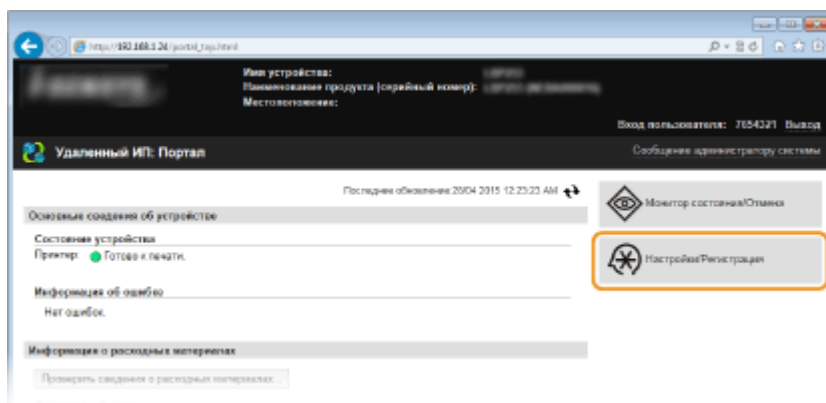 http://192.168.1.24/portal_top.html
Имя устройства:
Наименование продукта (серийный номер):
Местоположение:
Вход пользователя: 7654321 Выход
Удаленный ИП: Портал
Сообщение администратору системы
Последнее обновление: 28/04 2015 12:23:23 AM
Монитор состояния/Отмена
Основные сведения об устройстве
Состояние устройства
Принтер: Готово к печати.
Настройки/Регистрация
Информация об ошибке
Нет ошибок.
Информация о расходных материалах
Проверить сведения о расходных материалах...